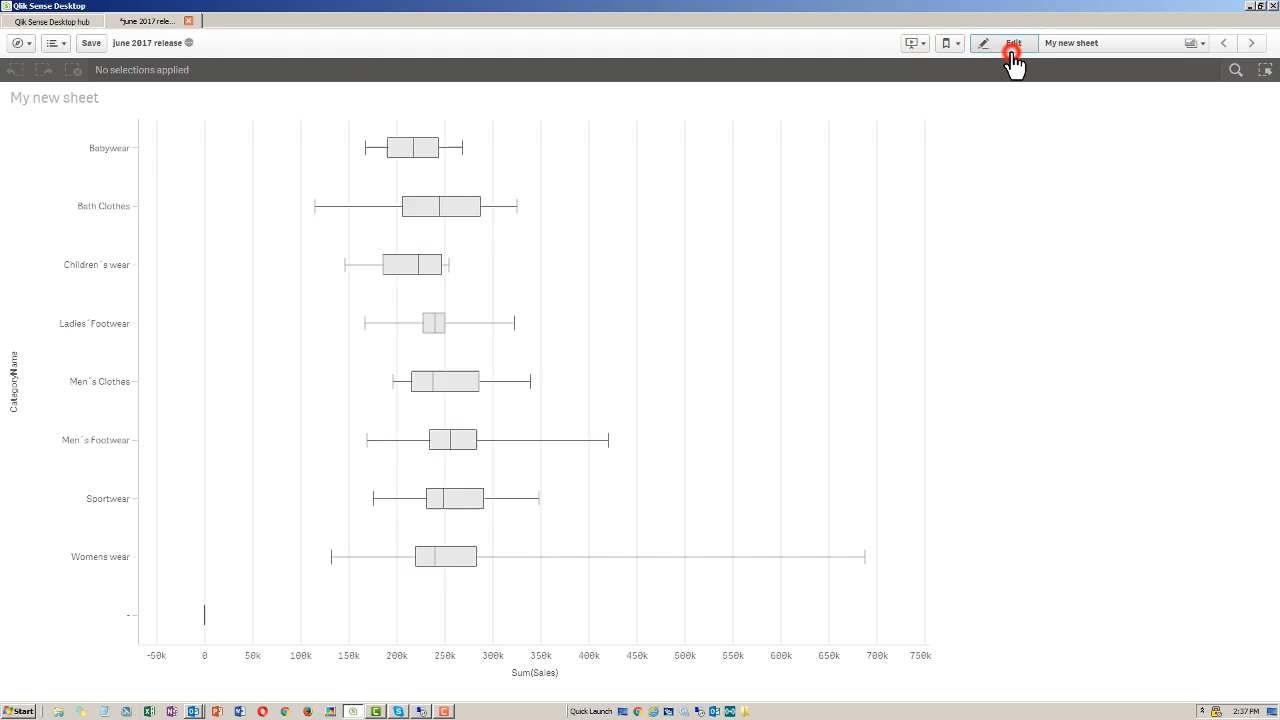 Qlik Sense Desktop
Qlik Sense Desktop hub
*june 2017 rele...
Save
june 2017 release
Edit
My new sheet
No selections applied
My new sheet
CategoryName
Babywear
Bath Clothes
Children´s wear
Ladies´Footwear
Men´s Clothes
Men´s Footwear
Sportwear
Womens wear
-
-50k 0 50k 100k 150k 200k 250k 300k 350k 400k 450k 500k 550k 600k 650k 700k 750k
Sum(Sales)
Start
Quick Launch
2:37 PM